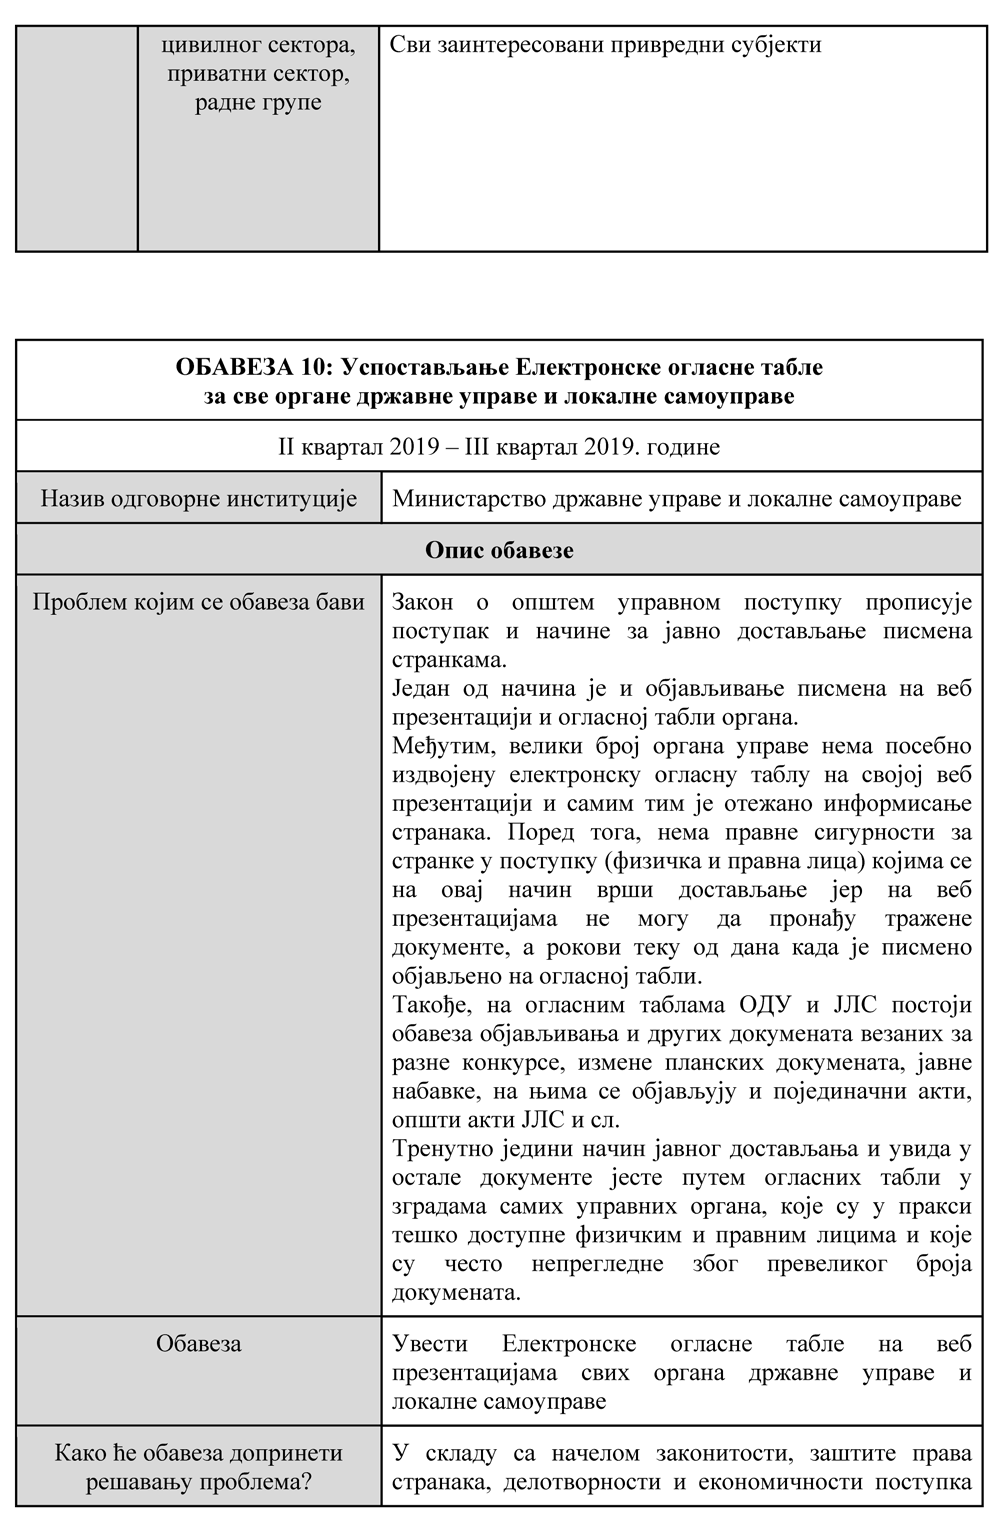 цивилног сектора,
приватни сектор,
радне групе
Сви заинтересовани привредни субјекти
ОБАВЕЗА 10: Успостављање Електронске огласне табле
за све органе државне управе и локалне самоуправе
II квартал 2019 – III квартал 2019. године
Назив одговорне институције
Министарство државне управе и локалне самоуправе
Опис обавезе
Проблем којим се обавеза бави
Закон о општем управном поступку прописује
поступак и начине за јавно достављање писмена
странкама.
Један од начина је и објављивање писмена на веб
презентацији и огласној табли органа.
Међутим, велики број органа управе нема посебно
издвојену електронску огласну таблу на својој веб
презентацији и самим тим је отежано информисање
странака. Поред тога, нема правне сигурности за
странке у поступку (физичка и правна лица) којима се
на овај начин врши достављање јер на веб
презентацијама не могу да пронађу тражене
документе, а рокови теку од дана када је писмено
објављено на огласној табли.
Такође, на огласним таблама ОДУ и ЈЛС постоји
обавеза објављивања и других докумената везаних за
разне конкурсе, измене планских докумената, јавне
набавке, на њима се објављују и појединачни акти,
општи акти ЈЛС и сл.
Тренутно једини начин јавног достављања и увида у
остале документе јесте путем огласних табли у
зградама самих управних органа, које су у пракси
тешко доступне физичким и правним лицима и које
су често непрегледне због превеликог броја
докумената.
Обавеза
Увести Електронске огласне табле на веб
презентацијама свих органа државне управе и
локалне самоуправе
Како ће обавеза допринети
решавању проблема?
У складу са начелом законитости, заштите права
странака, делотворности и економичности поступка